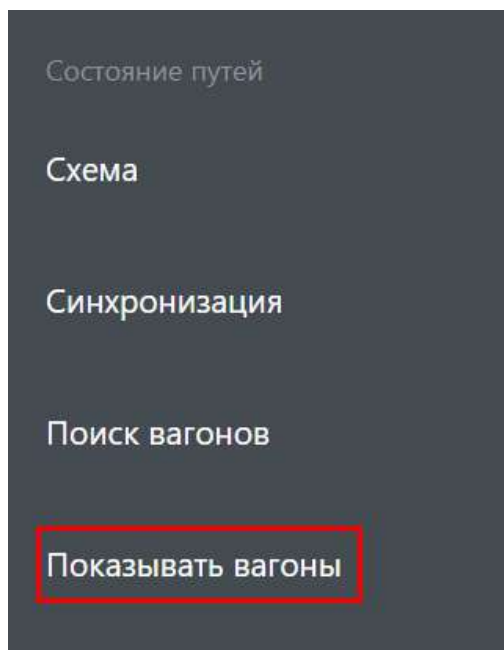 Состояние путей
Схема
Синхронизация
Поиск вагонов
Показывать вагоны